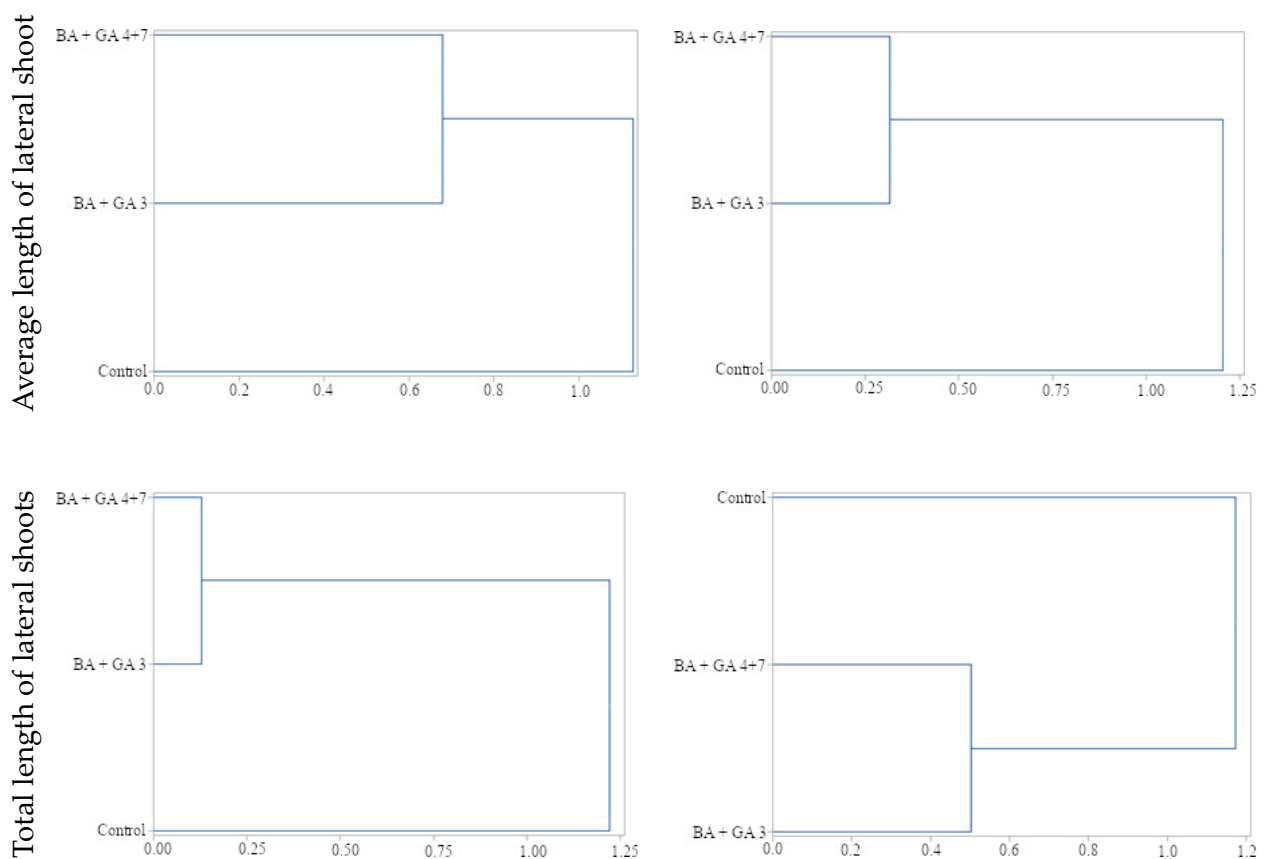 Average length of lateral shoot
BA + GA 4+7
BA + GA 3
Control
0.0 0.2 0.4 0.6 0.8 1.0
BA + GA 4+7
BA + GA 3
Control
0.00 0.25 0.50 0.75 1.00 1.25
Total length of lateral shoots
BA + GA 4+7
BA + GA 3
Control
0.00 0.25 0.50 0.75 1.00 1.25
Control
BA + GA 4+7
BA + GA 3
0.0 0.2 0.4 0.6 0.8 1.0 1.2